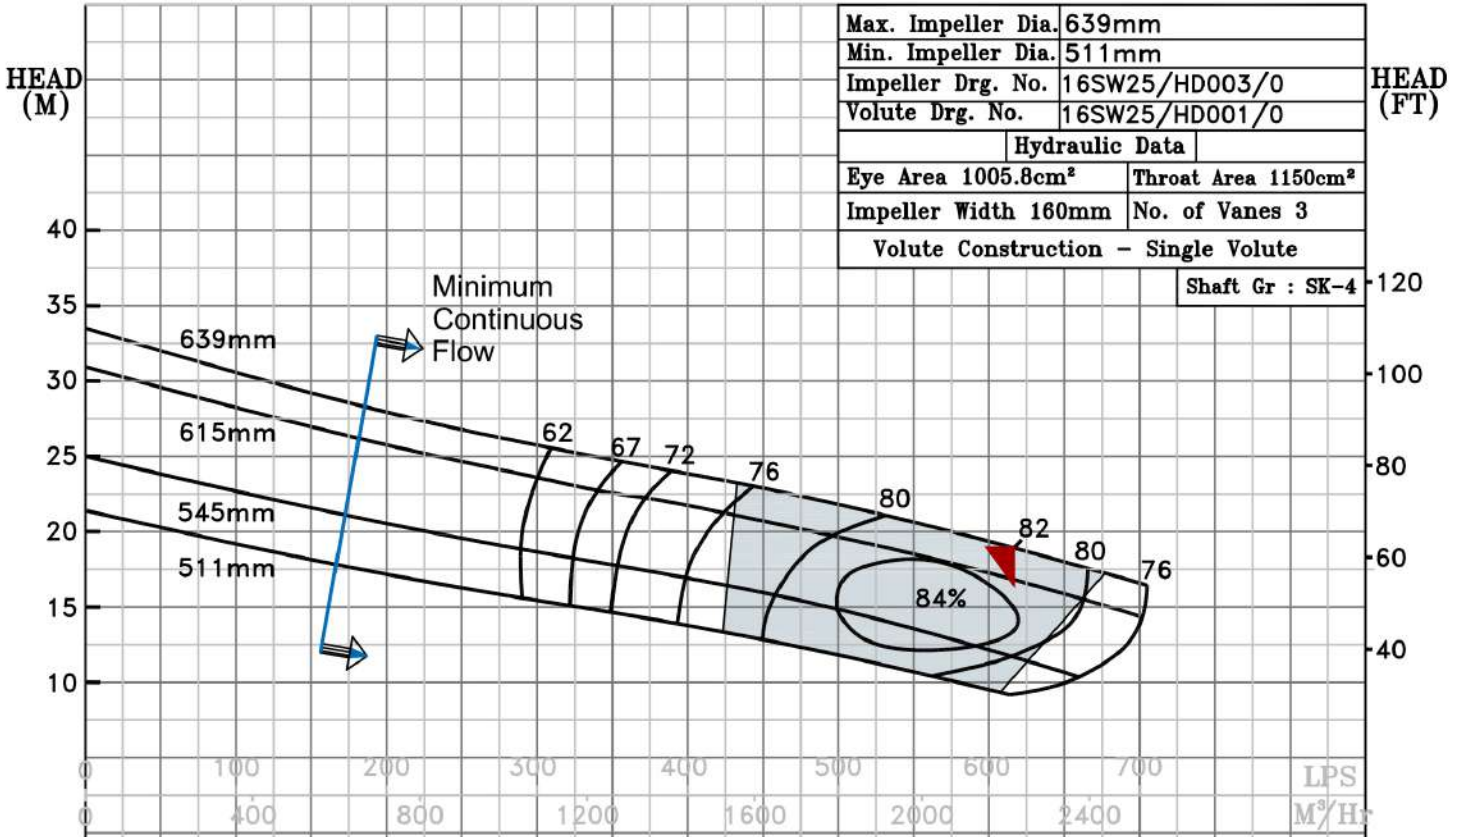 Max. Impeller Dia. 639mm
Min. Impeller Dia. 511mm
Impeller Drg. No. 16SW25/HD003/0
Volute Drg. No. 16SW25/HD001/0
Hydraulic Data
Eye Area 1005.8cm² Throat Area 1150cm²
Impeller Width 160mm No. of Vanes 3
Volute Construction – Single Volute
Shaft Gr : SK-4
HEAD
(M)
HEAD
(FT)
40
35
30
25
20
15
10
120
100
80
60
40
Minimum
Continuous
Flow
639mm
615mm
545mm
511mm
62
67
72
76
80
82
80
76
84%
0 100 200 300 400 500 600 700 LPS
0 400 800 1200 1600 2000 2400 M³/Hr